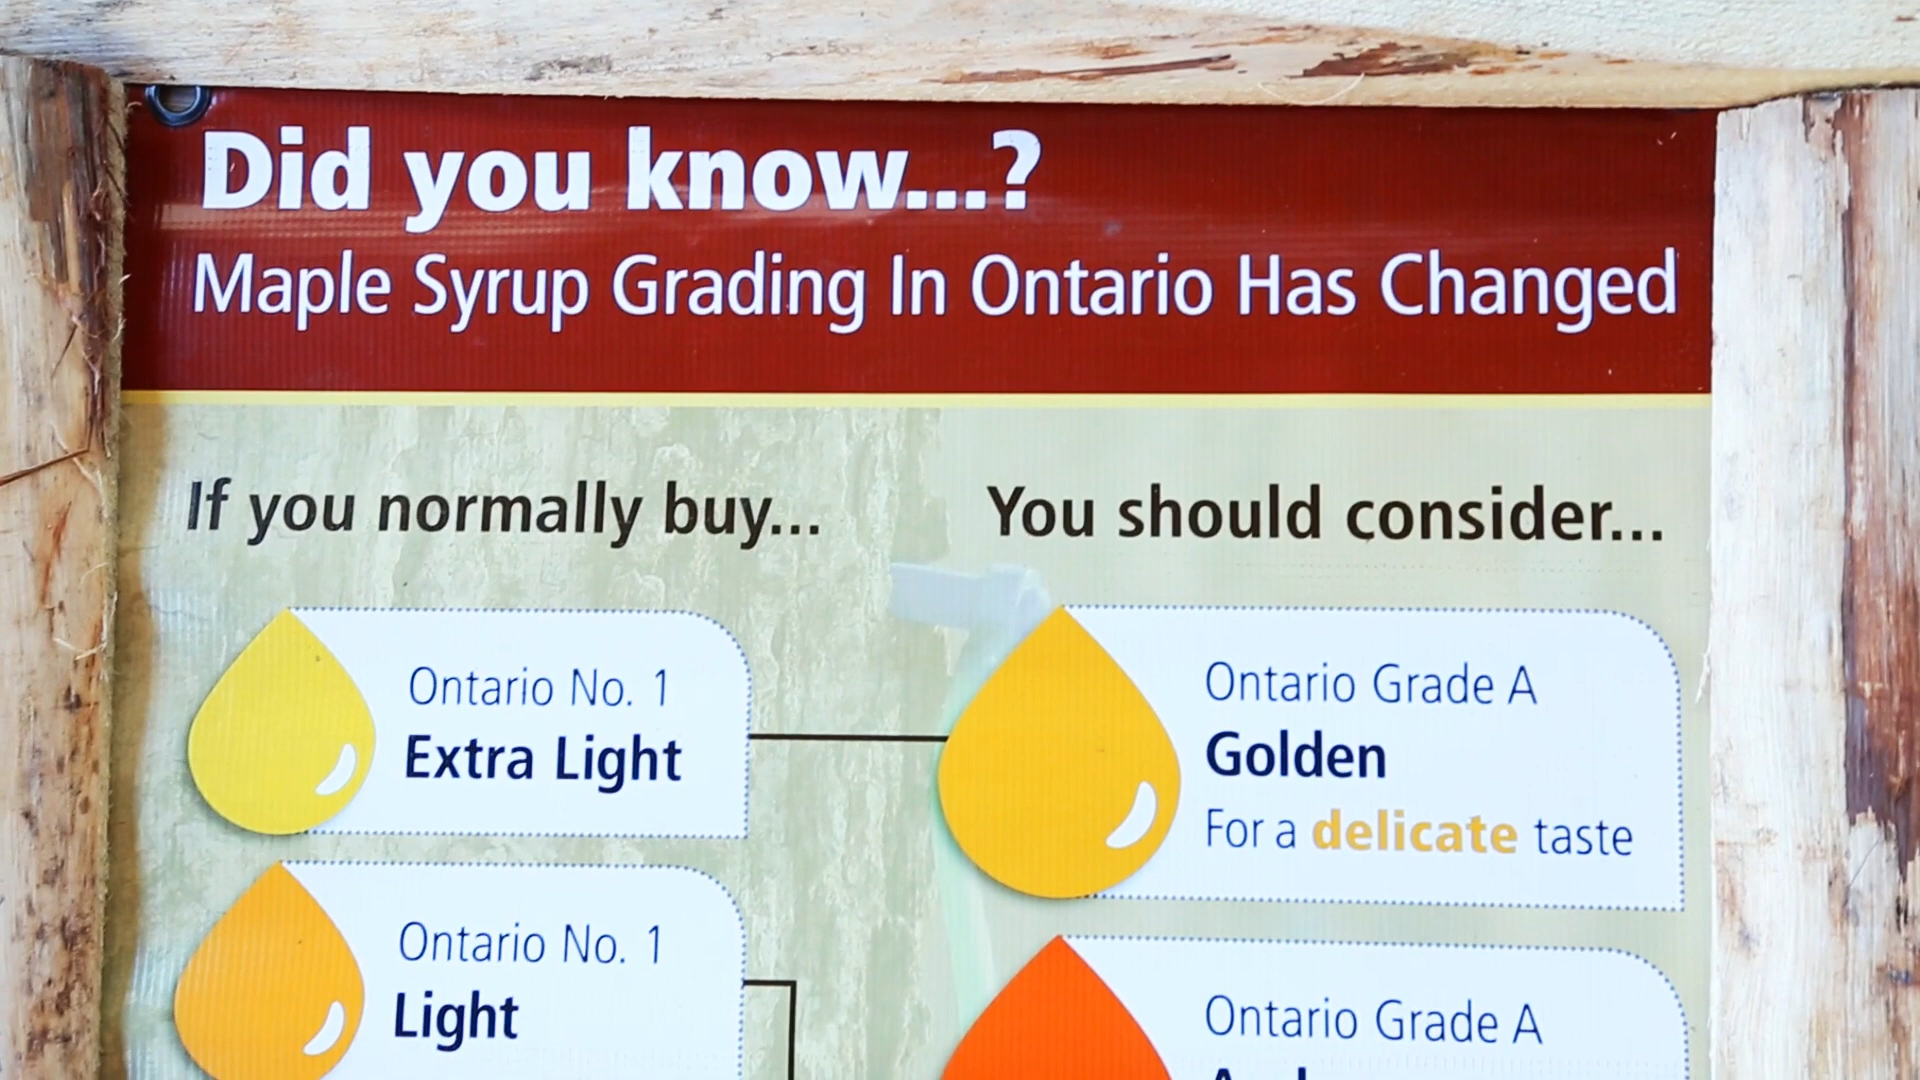 Did you know...?
Maple Syrup Grading In Ontario Has Changed
If you normally buy...
You should consider...
Ontario No. 1
Extra Light
Ontario Grade A
Golden
For a delicate taste
Ontario No. 1
Light
Ontario Grade A